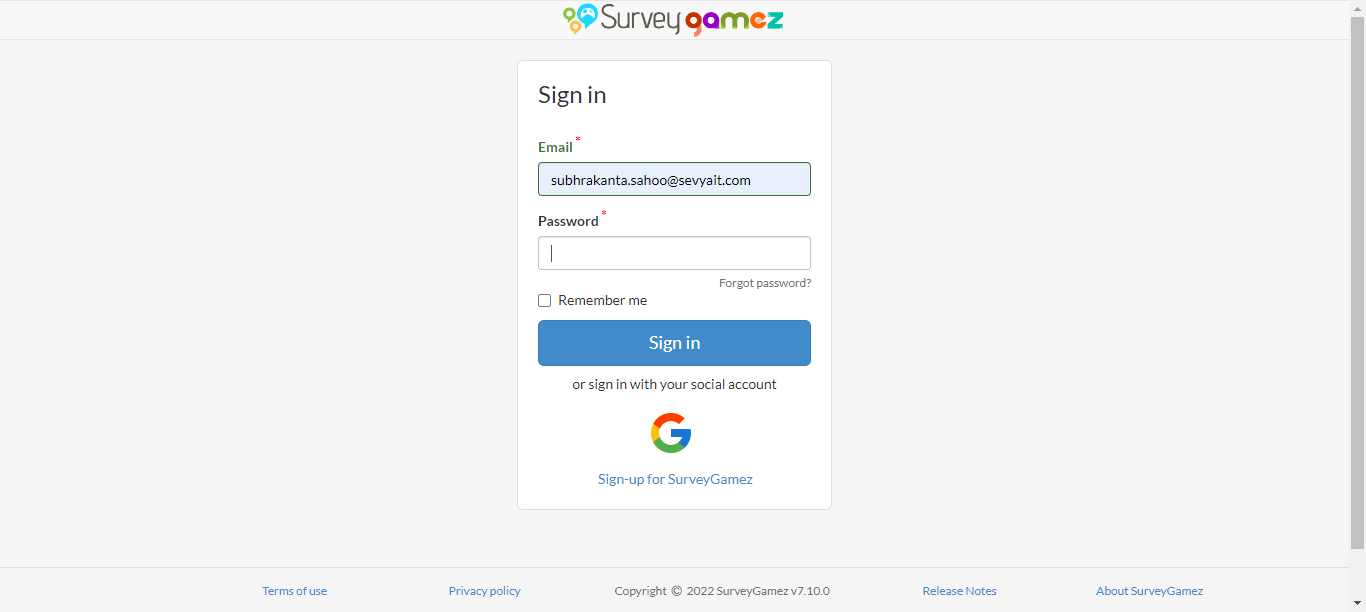 Survey gamez
Sign in
Email *
subhrakanta.sahoo@sevyait.com
Password *
Forgot password?
Remember me
Sign in
or sign in with your social account
Sign-up for SurveyGamez
Terms of use Privacy policy Copyright © 2022 SurveyGamez v7.10.0 Release Notes About SurveyGamez